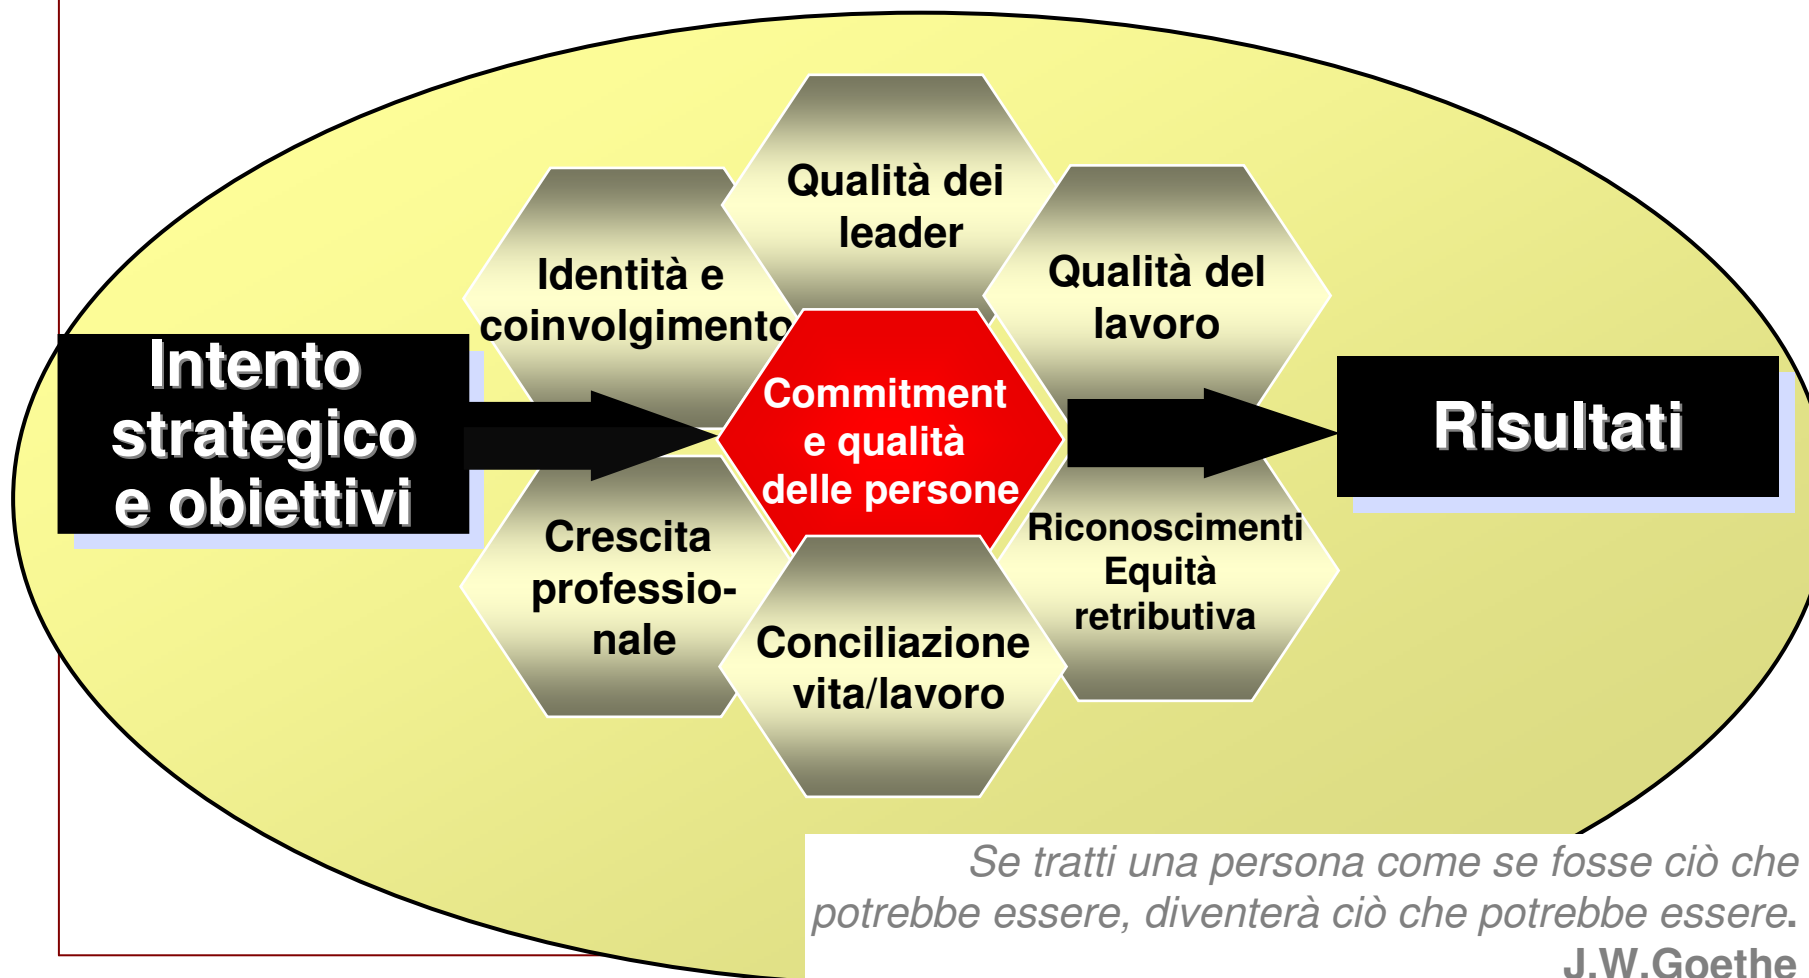 Qualità dei
leader
Identità e
coinvolgimento
Qualità del
lavoro
Intento
strategico
e obiettivi
Commitment
e qualità
delle persone
Risultati
Crescita
professio-
nale
Conciliazione
vita/lavoro
Riconoscimenti
Equità
retributiva
Se tratti una persona come se fosse ciò che
potrebbe essere, diventerà ciò che potrebbe essere.
J.W.Goethe